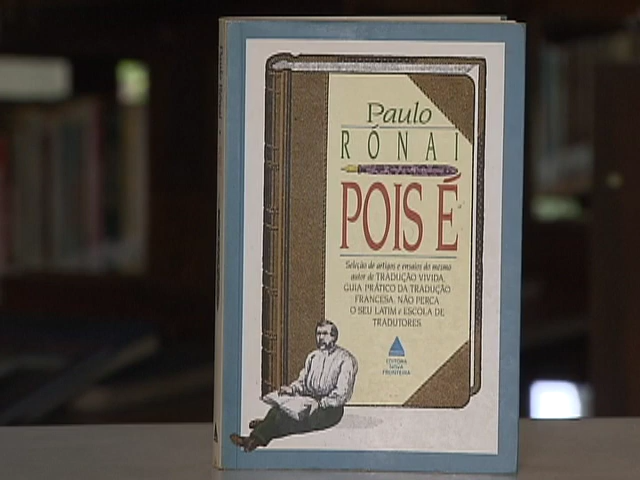 Paulo
RÓNAI
POIS É
Seleção de artigos e ensaios do mesmo
autor de TRADUÇÃO VIVIDA,
GUIA PRÁTICO DA TRADUÇÃO
FRANCESA, NÃO PERCA
O SEU LATIM e ESCOLA DE
TRADUTORES
EDITORA
NOVA
FRONTEIRA